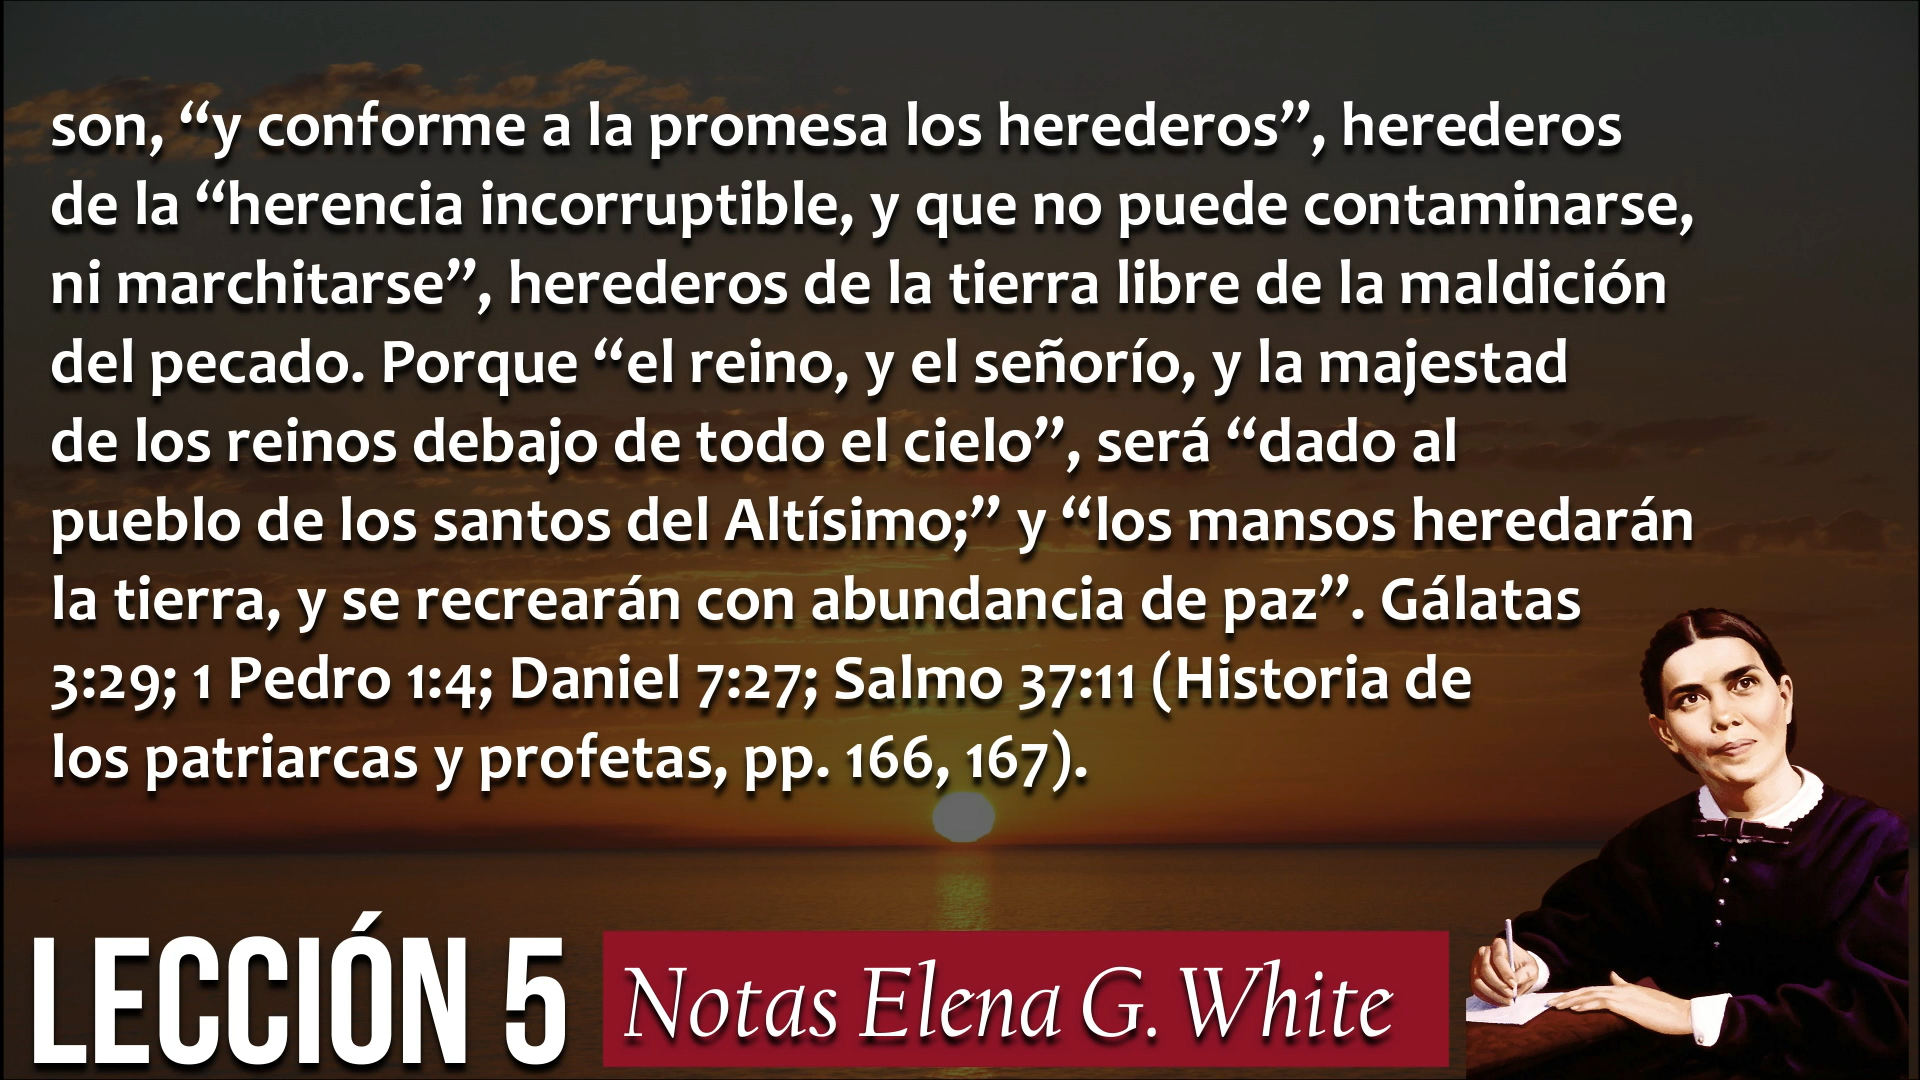 son, “y conforme a la promesa los herederos”, herederos
de la “herencia incorruptible, y que no puede contaminarse,
ni marchitarse”, herederos de la tierra libre de la maldición
del pecado. Porque “el reino, y el señorío, y la majestad
de los reinos debajo de todo el cielo”, será “dado al
pueblo de los santos del Altísimo;” y “los mansos heredarán
la tierra, y se recrearán con abundancia de paz”. Gálatas
3:29; 1 Pedro 1:4; Daniel 7:27; Salmo 37:11 (Historia de
los patriarcas y profetas, pp. 166, 167).
LECCIÓN 5
Notas Elena G. White